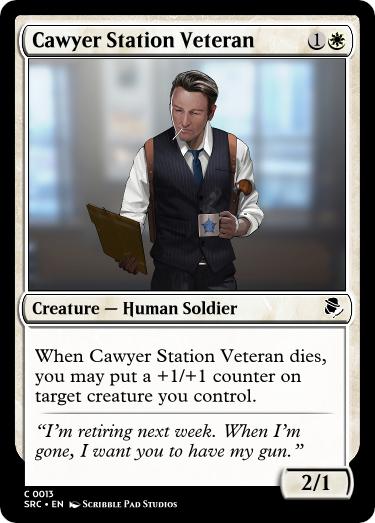 Cawyer Station Veteran 1
Creature — Human Soldier
When Cawyer Station Veteran dies,
you may put a +1/+1 counter on
target creature you control.
“I’m retiring next week. When I’m
gone, I want you to have my gun.”
2/1
C 0013
SRC • EN Scribble Pad Studios